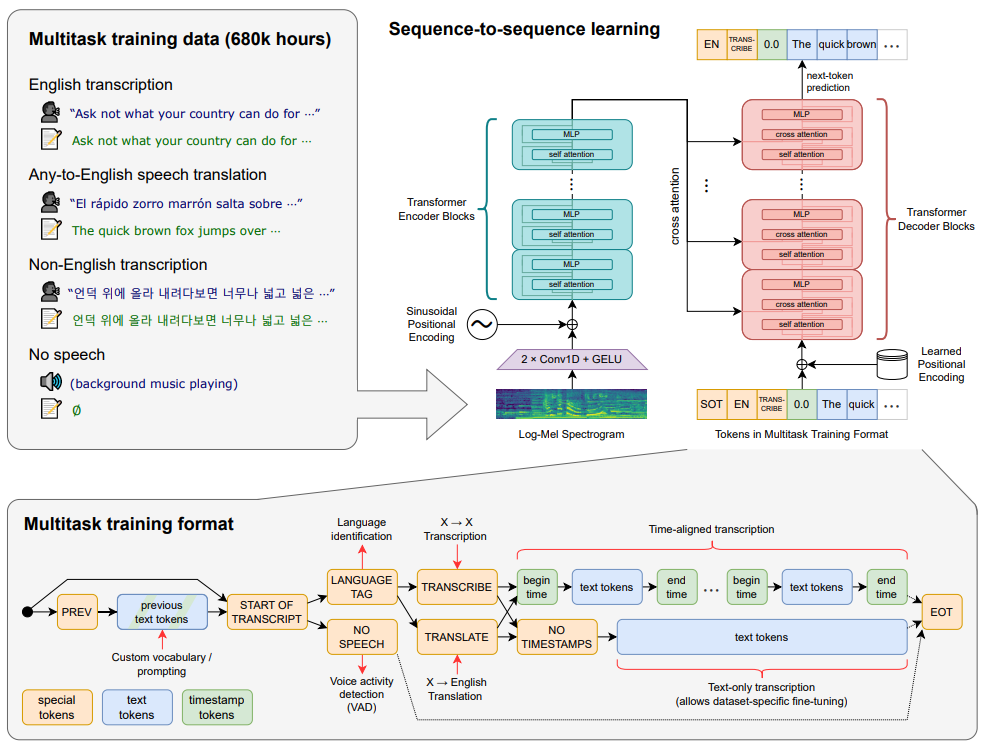 Multitask training data (680k hours)
English transcription
“Ask not what your country can do for ⋯”
Ask not what your country can do for ⋯
Any-to-English speech translation
“El rápido zorro marrón salta sobre ⋯”
The quick brown fox jumps over ⋯
Non-English transcription
“언덕 위에 올라 내려다보면 너무나 넓고 넓은 ⋯”
언덕 위에 올라 내려다보면 너무나 넓고 넓은 ⋯
No speech
(background music playing)
∅
Sequence-to-sequence learning
EN TRANS-CRIBE 0.0 The quick brown ⋯
next-token
prediction
MLP
self attention
⋮
MLP
self attention
MLP
self attention
Transformer
Encoder Blocks
Sinusoidal
Positional
Encoding
2 × Conv1D + GELU
Log-Mel Spectrogram
cross attention
⋮
MLP
cross attention
self attention
⋮
MLP
cross attention
self attention
MLP
cross attention
self attention
Transformer
Decoder Blocks
Learned
Positional
Encoding
SOT EN TRANS-CRIBE 0.0 The quick ⋯
Tokens in Multitask Training Format
Multitask training format
Language
identification
X → X
Transcription
Time-aligned transcription
PREV
previous
text tokens
START OF
TRANSCRIPT
LANGUAGE
TAG
NO
SPEECH
TRANSCRIBE
TRANSLATE
begin
time
text tokens
end
time
⋯
begin
time
text tokens
end
time
NO
TIMESTAMPS
text tokens
EOT
Custom vocabulary /
prompting
Voice activity
detection
(VAD)
X → English
Translation
Text-only transcription
(allows dataset-specific fine-tuning)
special
tokens
text
tokens
timestamp
tokens